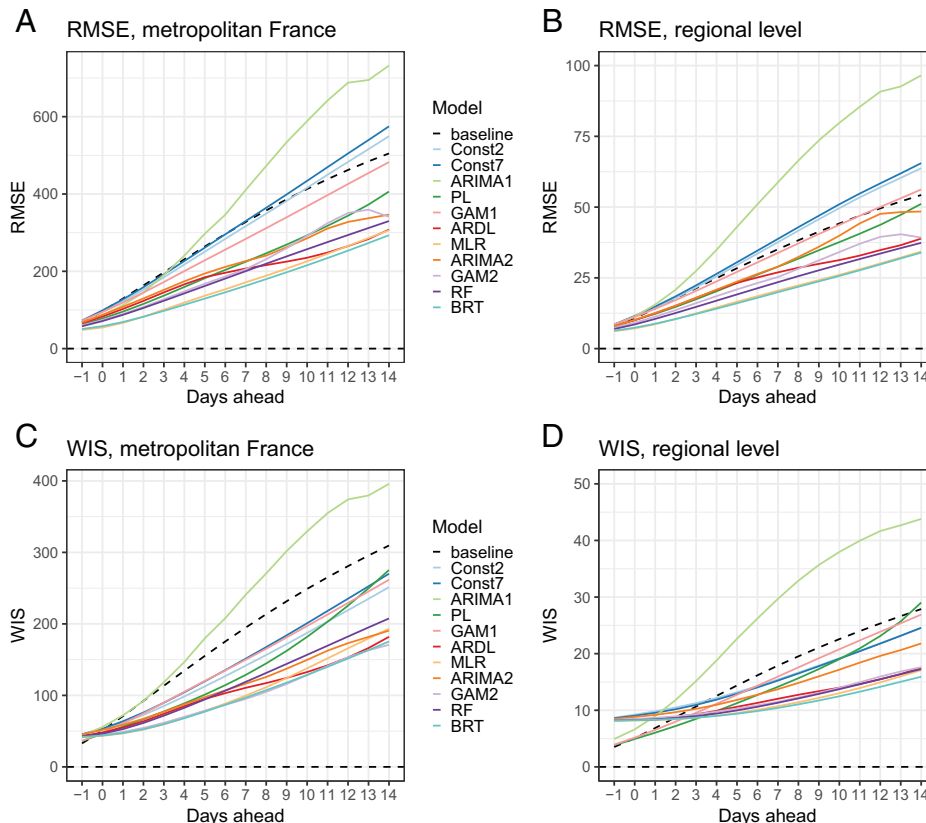 A
RMSE, metropolitan France
RMSE
600
400
200
0
−1 0 1 2 3 4 5 6 7 8 9 10 11 12 13 14
Days ahead
Model
baseline
Const2
Const7
ARIMA1
PL
GAM1
ARDL
MLR
ARIMA2
GAM2
RF
BRT
B
RMSE, regional level
RMSE
100
75
50
25
0
−1 0 1 2 3 4 5 6 7 8 9 10 11 12 13 14
Days ahead
C
WIS, metropolitan France
WIS
400
300
200
100
0
−1 0 1 2 3 4 5 6 7 8 9 10 11 12 13 14
Days ahead
Model
baseline
Const2
Const7
ARIMA1
PL
GAM1
ARDL
MLR
ARIMA2
GAM2
RF
BRT
D
WIS, regional level
WIS
50
40
30
20
10
0
−1 0 1 2 3 4 5 6 7 8 9 10 11 12 13 14
Days ahead